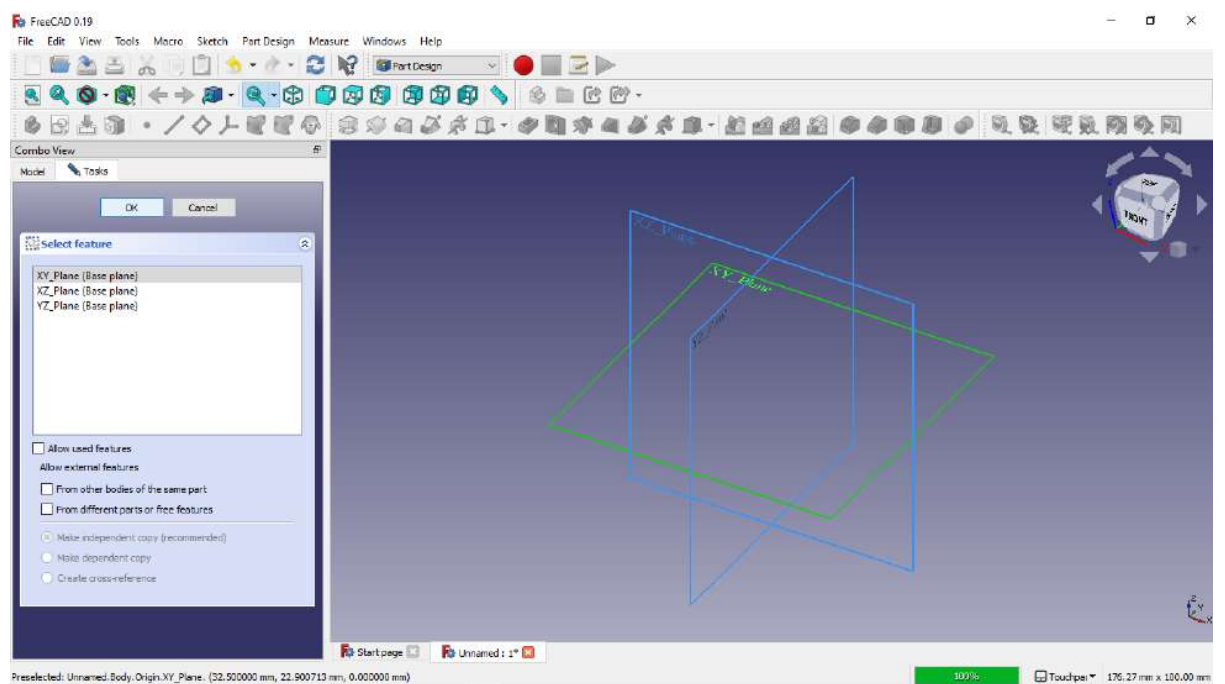 FreeCAD 0.19
File Edit View Tools Macro Sketch Part Design Measure Windows Help
Part Design
Combo View
Model Tasks
OK Cancel
Select feature
XY_Plane (Base plane)
XZ_Plane (Base plane)
YZ_Plane (Base plane)
Allow used features
Allow external features
From other bodies of the same part
From different parts or free features
Make independent copy (recommended)
Make dependent copy
Create cross-reference
XZ_Plane
XY_Plane
YZ_Plane
FRONT
Z
Y
X
Start page Unnamed : 1*
Preselected: Unnamed.Body.Origin.XY_Plane. (32.500000 mm, 22.900713 mm, 0.000000 mm)
100%
Touchpad 176.27 mm x 100.00 mm